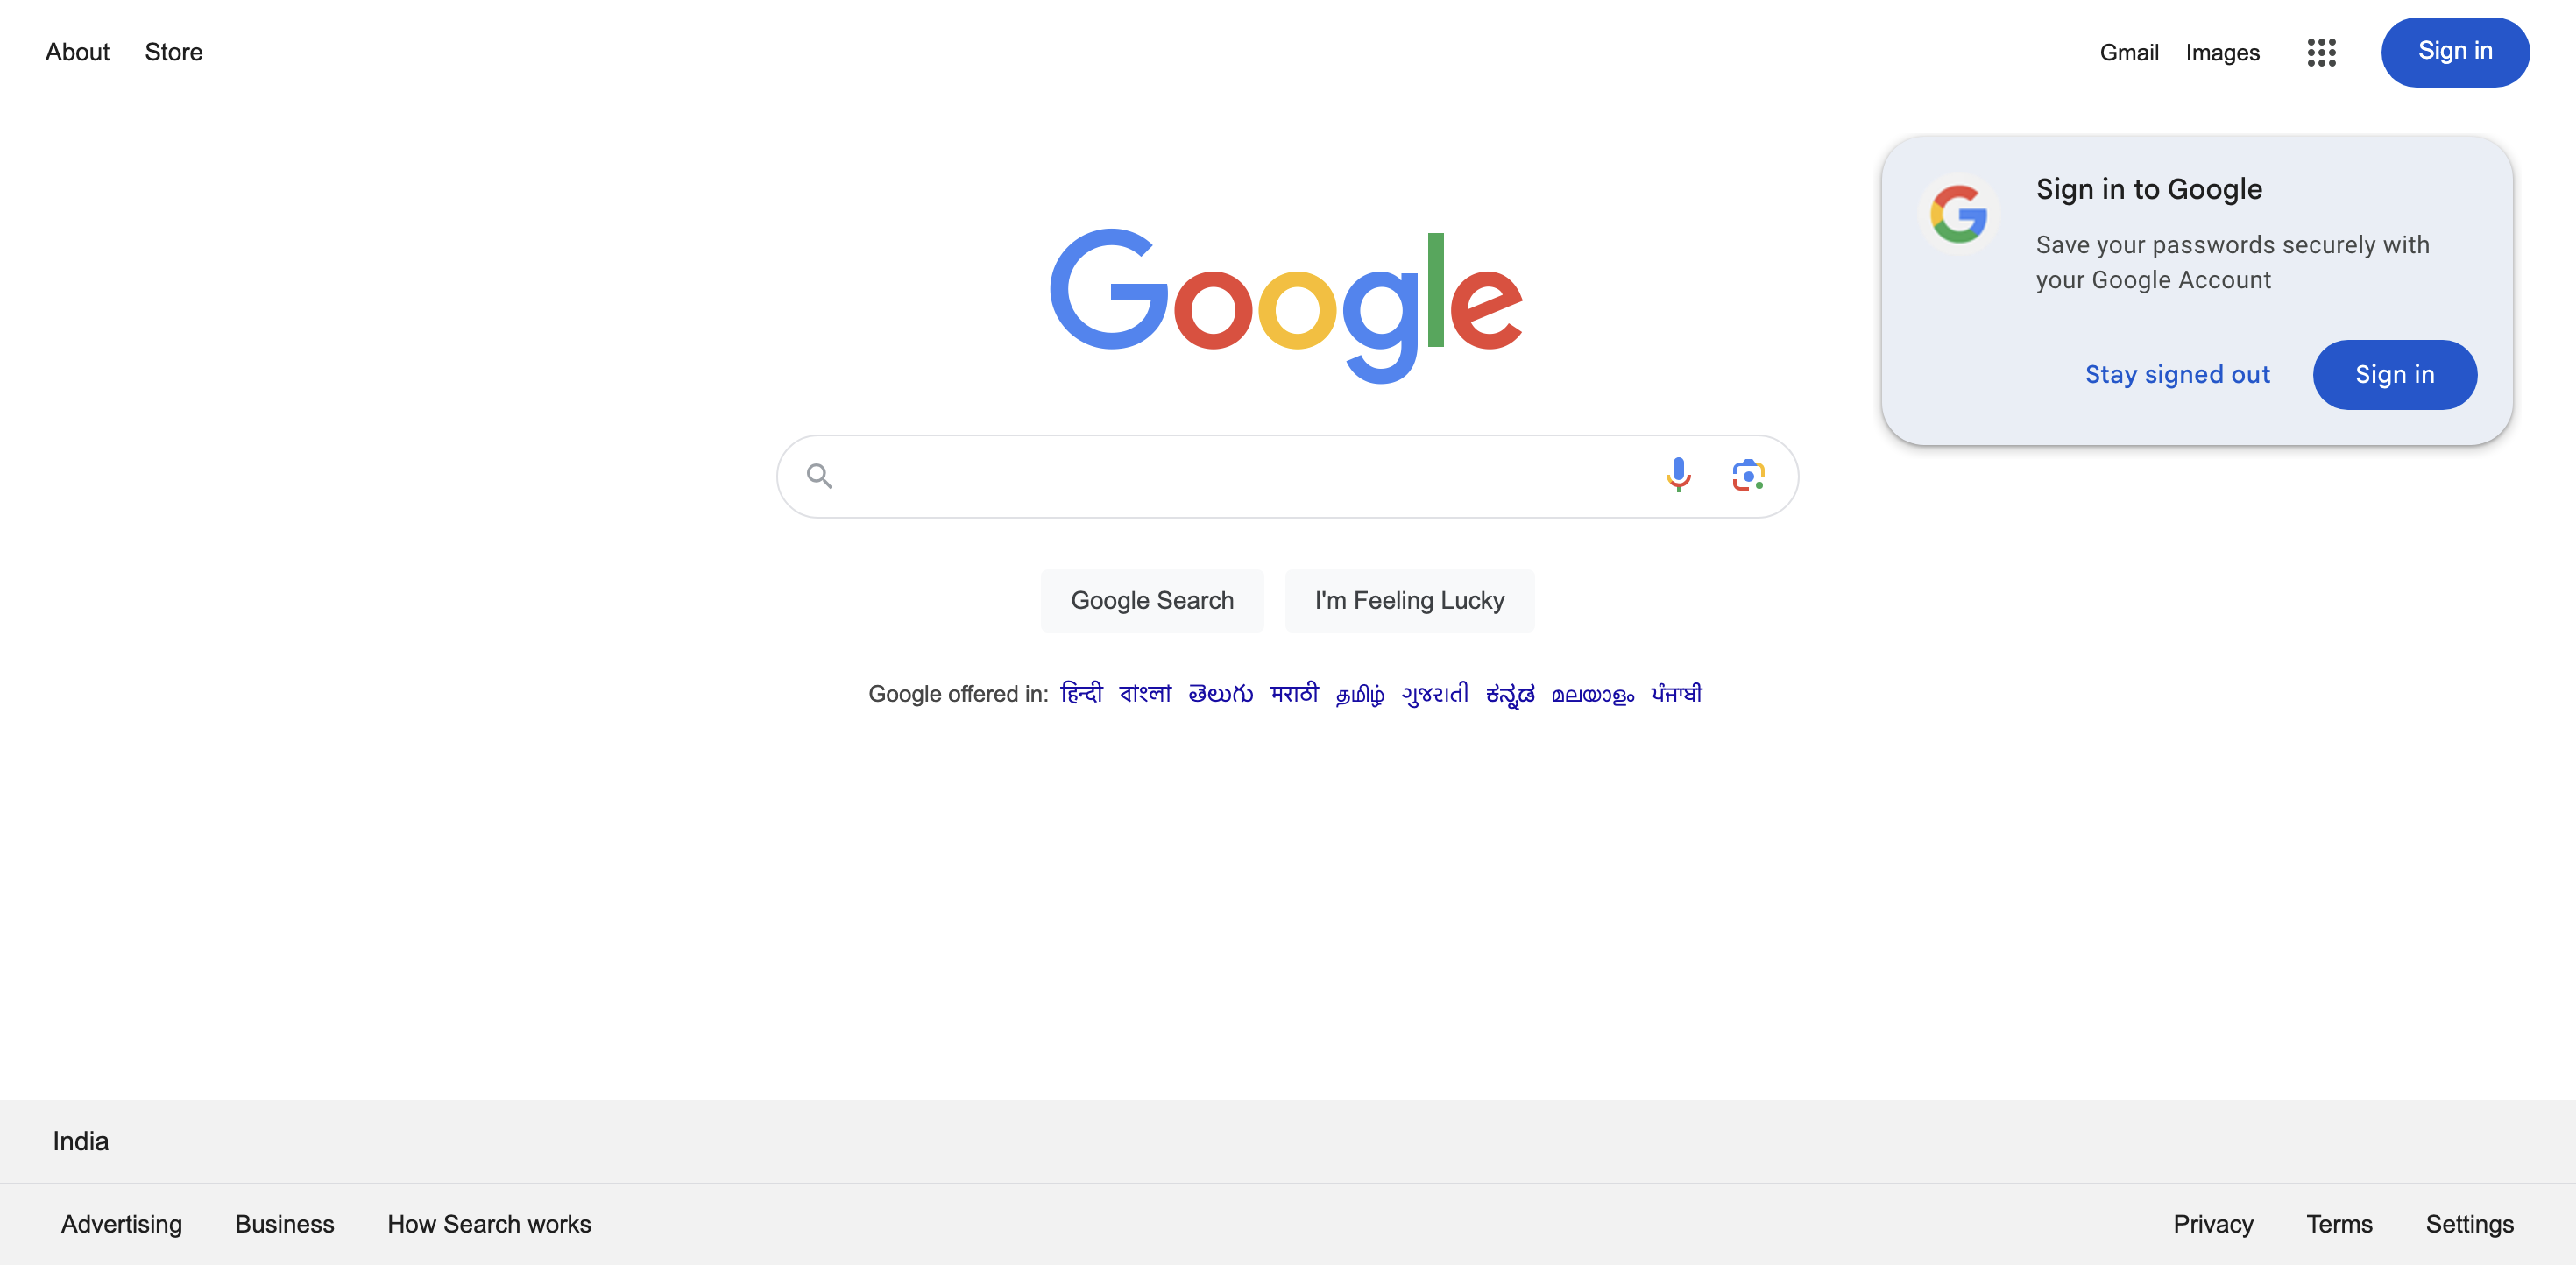 About Store
Gmail Images Sign in
Sign in to Google
Save your passwords securely with
your Google Account
Stay signed out Sign in
Google
Google Search I'm Feeling Lucky
Google offered in: हिन्दी বাংলা తెలుగు मराठी தமிழ் ગુજરાતી ಕನ್ನಡ മലയാളം ਪੰਜਾਬੀ
India
Advertising Business How Search works
Privacy Terms Settings